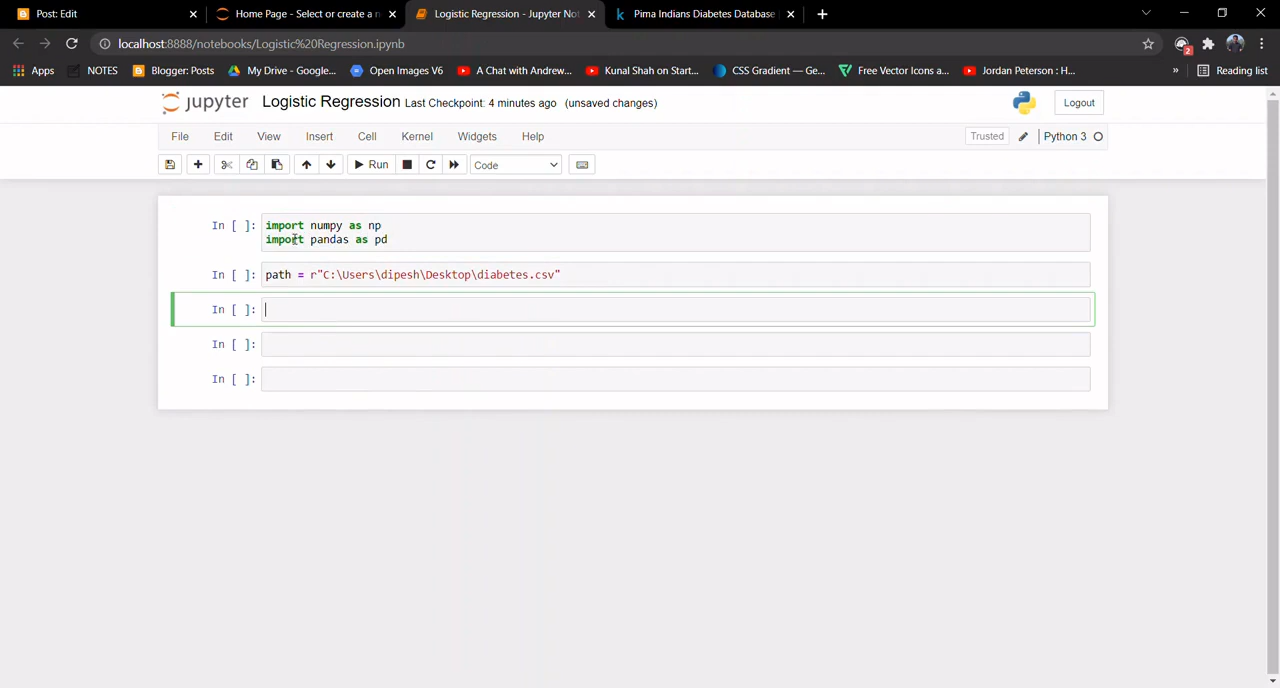 Post: Edit
Home Page - Select or create a n
Logistic Regression - Jupyter Not
Pima Indians Diabetes Database
localhost:8888/notebooks/Logistic%20Regression.ipynb
2
Apps
NOTES
Blogger: Posts
My Drive - Google...
Open Images V6
A Chat with Andrew...
Kunal Shah on Start...
CSS Gradient — Ge...
Free Vector Icons a...
Jordan Peterson : H...
»
Reading list
jupyter
Logistic Regression Last Checkpoint: 4 minutes ago (unsaved changes)
Logout
File Edit View Insert Cell Kernel Widgets Help
Trusted
Python 3
Run
Code
In [ ]: import numpy as np
import pandas as pd
In [ ]: path = r"C:\Users\dipesh\Desktop\diabetes.csv"
In [ ]:
In [ ]:
In [ ]: